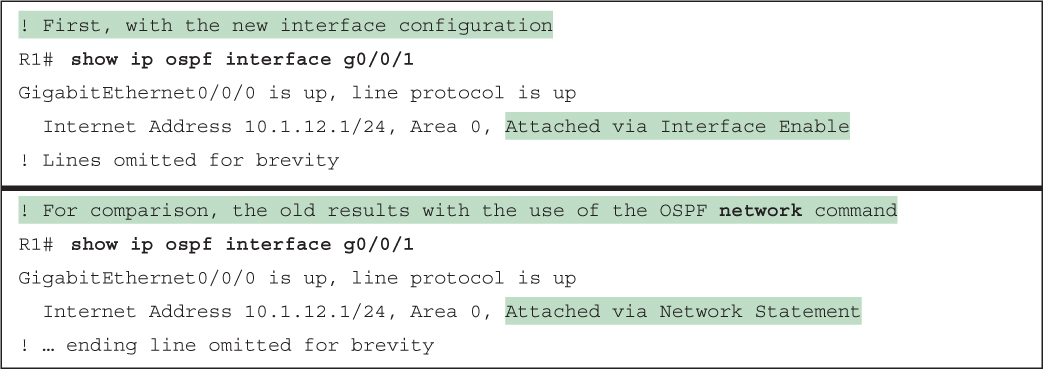 ! First, with the new interface configuration
R1# show ip ospf interface g0/0/1
GigabitEthernet0/0/0 is up, line protocol is up
Internet Address 10.1.12.1/24, Area 0, Attached via Interface Enable
! Lines omitted for brevity
! For comparison, the old results with the use of the OSPF network command
R1# show ip ospf interface g0/0/1
GigabitEthernet0/0/0 is up, line protocol is up
Internet Address 10.1.12.1/24, Area 0, Attached via Network Statement
! … ending line omitted for brevity